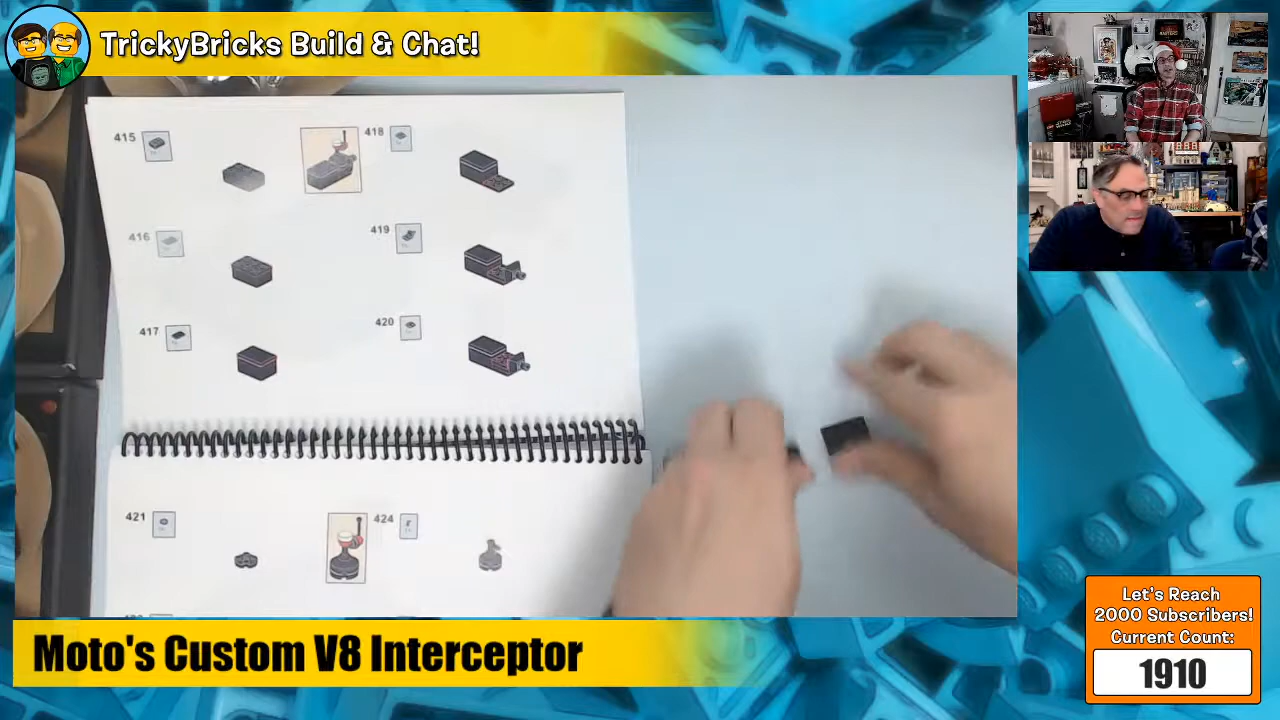 TrickyBricks Build & Chat!
415
418
416
419
417
420
421
424
Moto's Custom V8 Interceptor
Let's Reach
2000 Subscribers!
Current Count:
1910